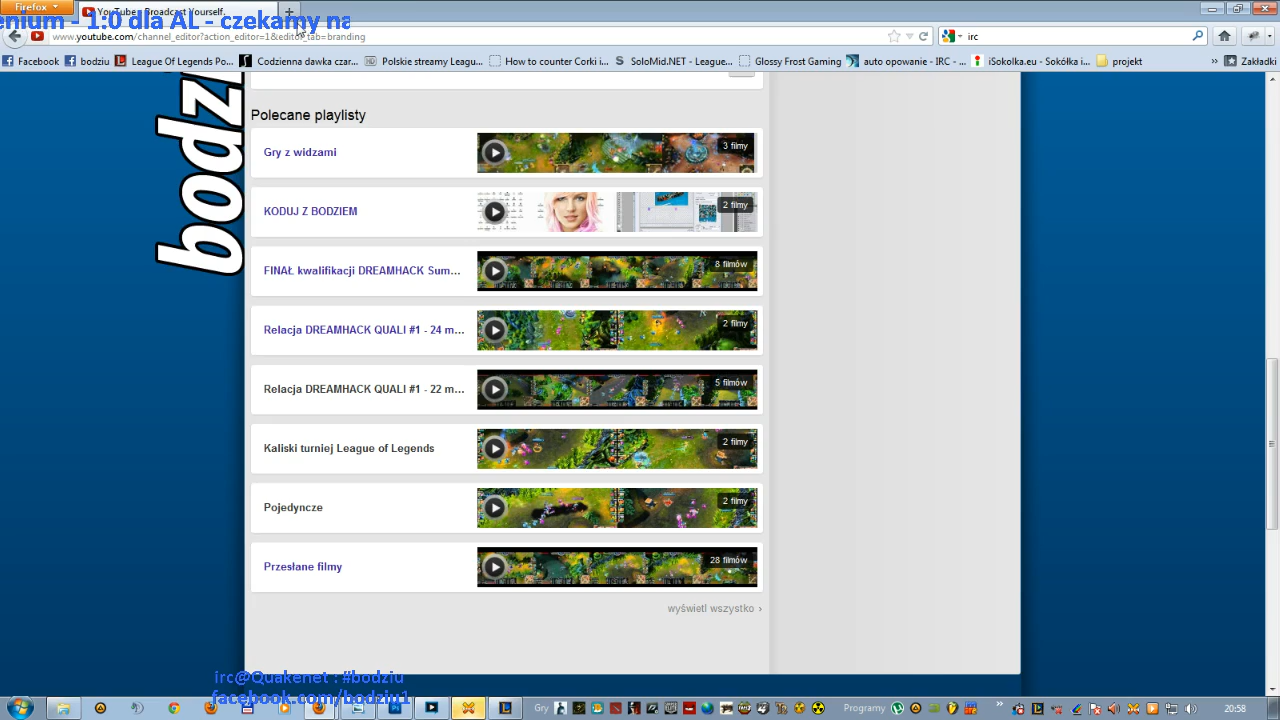 Firefox
YouTube - Broadcast Yourself.
enium - 1:0 dla AL - czekamy na
www.youtube.com/channel_editor?action_editor=1&editor_tab=branding
irc
Facebook
bodziu
League Of Legends Po...
Codzienna dawka czar...
Polskie streamy Leagu...
How to counter Corki i...
SoloMid.NET - League...
Glossy Frost Gaming
auto opowanie - IRC - ...
iSokolka.eu - Sokółka i...
projekt
Zakładki
bodzi
Polecane playlisty
Gry z widzami
3 filmy
KODUJ Z BODZIEM
2 filmy
FINAŁ kwalifikacji DREAMHACK Sum...
8 filmów
Relacja DREAMHACK QUALI #1 - 24 m...
2 filmy
Relacja DREAMHACK QUALI #1 - 22 m...
5 filmów
Kaliski turniej League of Legends
2 filmy
Pojedyncze
2 filmy
Przesłane filmy
28 filmów
wyświetl wszystko ›
irc@Quakenet : #bodziu
facebook.com/bodziu1
Gry
Programy
20:58